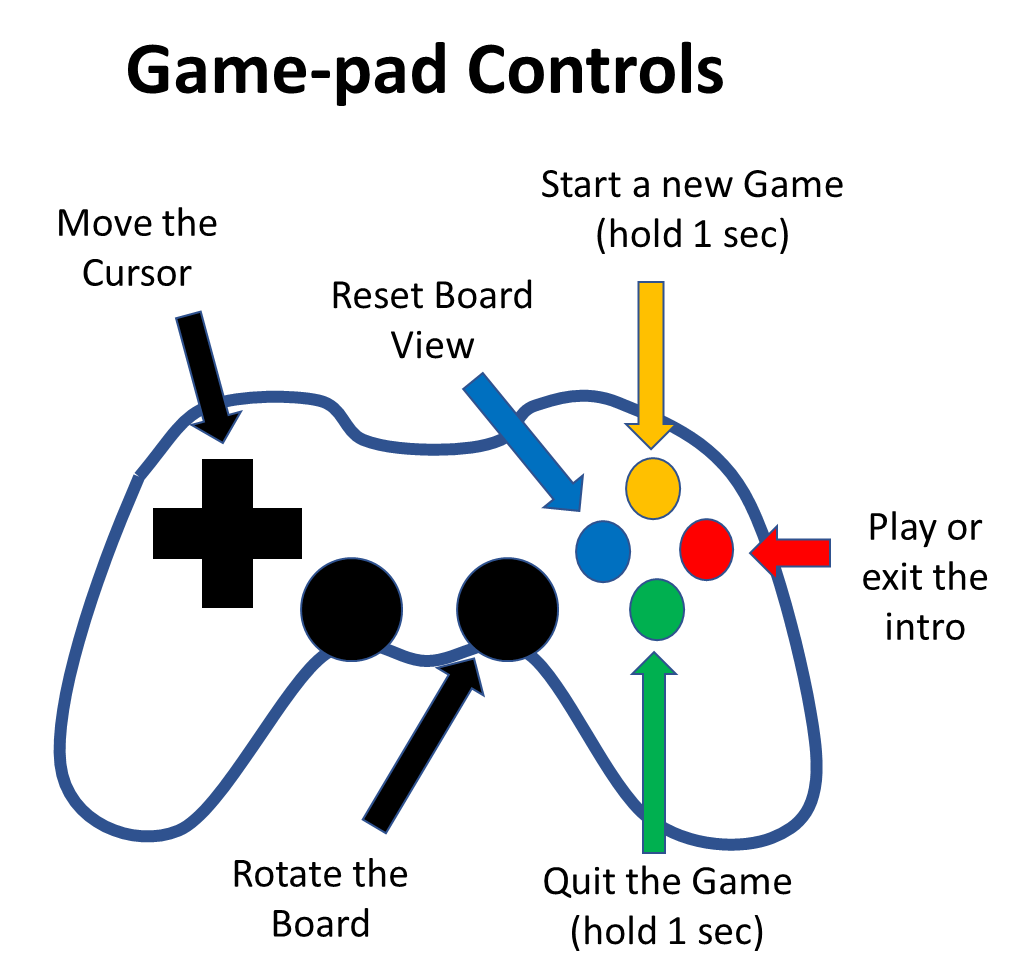 Game-pad Controls
Start a new Game
(hold 1 sec)
Move the
Cursor
Reset Board
View
Play or
exit the
intro
Rotate the
Board
Quit the Game
(hold 1 sec)